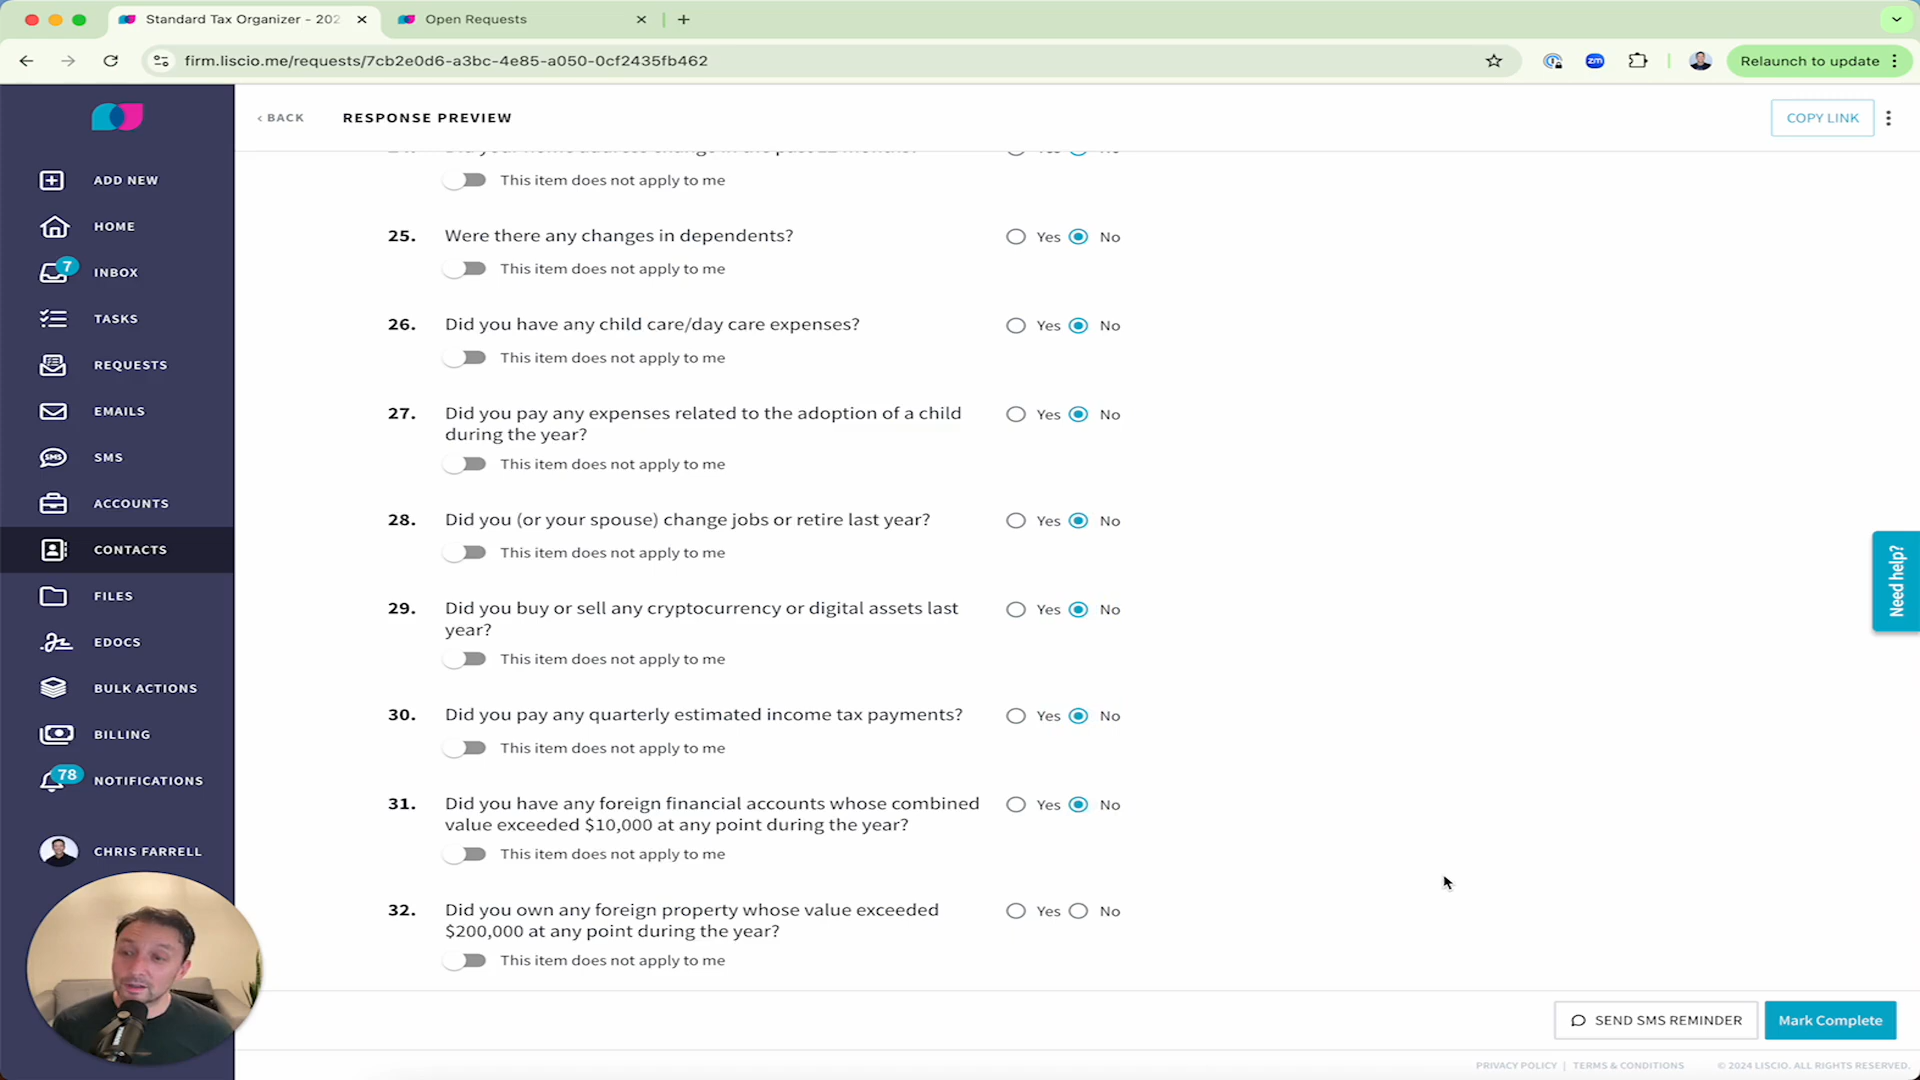 Standard Tax Organizer - 202
Open Requests
firm.liscio.me/requests/7cb2e0d6-a3bc-4e85-a050-0cf2435fb462
zm
Relaunch to update
‹ BACK
RESPONSE PREVIEW
COPY LINK
ADD NEW
HOME
7
INBOX
TASKS
REQUESTS
EMAILS
SMS
SMS
ACCOUNTS
CONTACTS
FILES
EDOCS
BULK ACTIONS
BILLING
78
NOTIFICATIONS
CHRIS FARRELL
This item does not apply to me
25. Were there any changes in dependents? Yes No
This item does not apply to me
26. Did you have any child care/day care expenses? Yes No
This item does not apply to me
27. Did you pay any expenses related to the adoption of a child Yes No
during the year?
This item does not apply to me
28. Did you (or your spouse) change jobs or retire last year? Yes No
This item does not apply to me
29. Did you buy or sell any cryptocurrency or digital assets last Yes No
year?
This item does not apply to me
30. Did you pay any quarterly estimated income tax payments? Yes No
This item does not apply to me
31. Did you have any foreign financial accounts whose combined Yes No
value exceeded $10,000 at any point during the year?
This item does not apply to me
32. Did you own any foreign property whose value exceeded Yes No
$200,000 at any point during the year?
This item does not apply to me
Need help?
SEND SMS REMINDER
Mark Complete
PRIVACY POLICY | TERMS & CONDITIONS © 2024 LISCIO. ALL RIGHTS RESERVED.